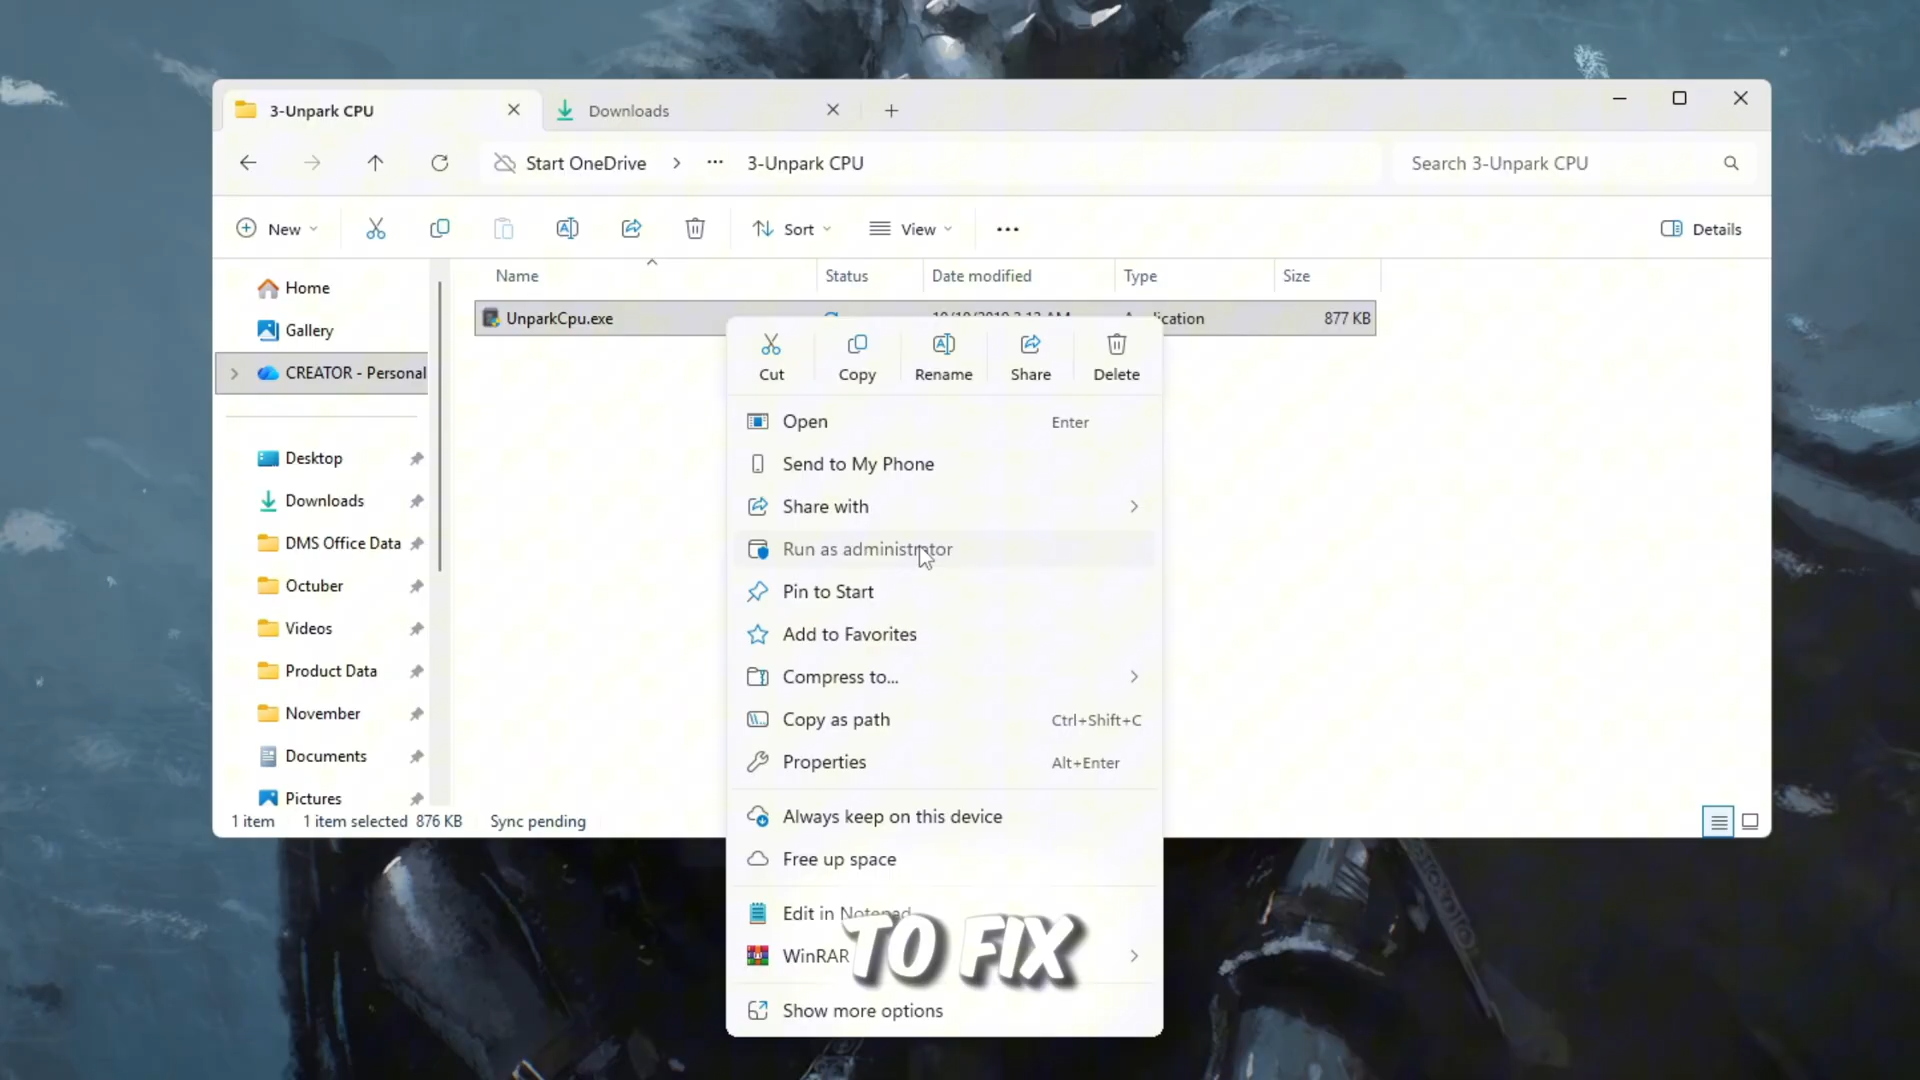 3-Unpark CPU
Downloads
Start OneDrive > ... 3-Unpark CPU
Search 3-Unpark CPU
New
Sort
View
Details
Name Status Date modified Type Size
UnparkCpu.exe 877 KB
Home
Gallery
CREATOR - Personal
Desktop
Downloads
DMS Office Data
Octuber
Videos
Product Data
November
Documents
Pictures
1 item 1 item selected 876 KB Sync pending
Cut Copy Rename Share Delete
Open Enter
Send to My Phone
Share with
Run as administrator
Pin to Start
Add to Favorites
Compress to...
Copy as path Ctrl+Shift+C
Properties Alt+Enter
Always keep on this device
Free up space
Edit in Notepad
WinRAR
Show more options
TO FIX